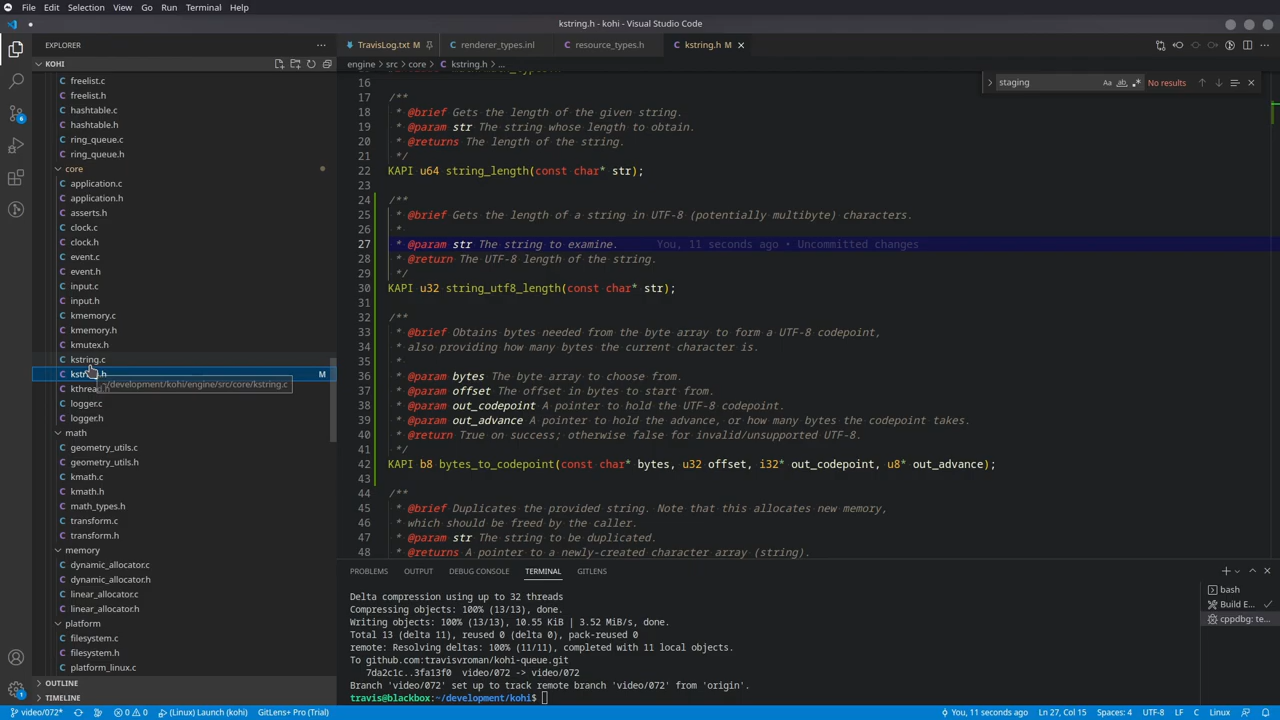 File Edit Selection View Go Run Terminal Help
kstring.h - kohi - Visual Studio Code
EXPLORER
KOHI
freelist.c
freelist.h
hashtable.c
hashtable.h
ring_queue.c
ring_queue.h
core
application.c
application.h
asserts.h
clock.c
clock.h
event.c
event.h
input.c
input.h
kmemory.c
kmemory.h
kmutex.h
kstring.c
kstring.h M
kthread.h
~/development/kohi/engine/src/core/kstring.c
logger.c
logger.h
math
geometry_utils.c
geometry_utils.h
kmath.c
kmath.h
math_types.h
transform.c
transform.h
memory
dynamic_allocator.c
dynamic_allocator.h
linear_allocator.c
linear_allocator.h
platform
filesystem.c
filesystem.h
platform_linux.c
OUTLINE
TIMELINE
TravisLog.txt M renderer_types.inl resource_types.h kstring.h M
engine > src > core > kstring.h > ...
staging Aa ab No results
16
17 /**
18 * @brief Gets the length of the given string.
19 * @param str The string whose length to obtain.
20 * @returns The length of the string.
21 */
22 KAPI u64 string_length(const char* str);
23
24 /**
25 * @brief Gets the length of a string in UTF-8 (potentially multibyte) characters.
26 *
27 * @param str The string to examine. You, 11 seconds ago • Uncommitted changes
28 * @return The UTF-8 length of the string.
29 */
30 KAPI u32 string_utf8_length(const char* str);
31
32 /**
33 * @brief Obtains bytes needed from the byte array to form a UTF-8 codepoint,
34 * also providing how many bytes the current character is.
35 *
36 * @param bytes The byte array to choose from.
37 * @param offset The offset in bytes to start from.
38 * @param out_codepoint A pointer to hold the UTF-8 codepoint.
39 * @param out_advance A pointer to hold the advance, or how many bytes the codepoint takes.
40 * @return True on success; otherwise false for invalid/unsupported UTF-8.
41 */
42 KAPI b8 bytes_to_codepoint(const char* bytes, u32 offset, i32* out_codepoint, u8* out_advance);
43
44 /**
45 * @brief Duplicates the provided string. Note that this allocates new memory,
46 * which should be freed by the caller.
47 * @param str The string to be duplicated.
48 * @returns A pointer to a newly-created character array (string).
PROBLEMS OUTPUT DEBUG CONSOLE TERMINAL GITLENS
Delta compression using up to 32 threads
Compressing objects: 100% (13/13), done.
Writing objects: 100% (13/13), 10.55 KiB | 3.52 MiB/s, done.
Total 13 (delta 11), reused 0 (delta 0), pack-reused 0
remote: Resolving deltas: 100% (11/11), completed with 11 local objects.
To github.com:travisvroman/kohi-queue.git
7da2c1c..3fa13f0 video/072 -> video/072
Branch 'video/072' set up to track remote branch 'video/072' from 'origin'.
travis@blackbox:~/development/kohi$
bash
Build E...
cppdbg: te...
6
1
video/072* 0 0 (Linux) Launch (kohi) GitLens+ Pro (Trial) You, 11 seconds ago Ln 27, Col 15 Spaces: 4 UTF-8 LF C Linux